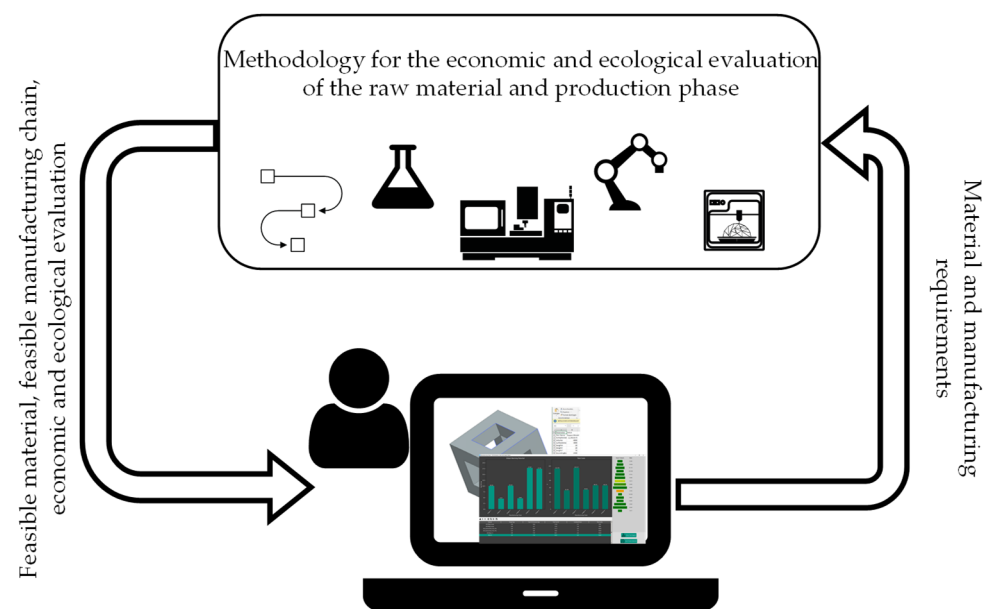 Methodology for the economic and ecological evaluation
of the raw material and production phase
Feasible material, feasible manufacturing chain,
economic and ecological evaluation
Material and manufacturing
requirements